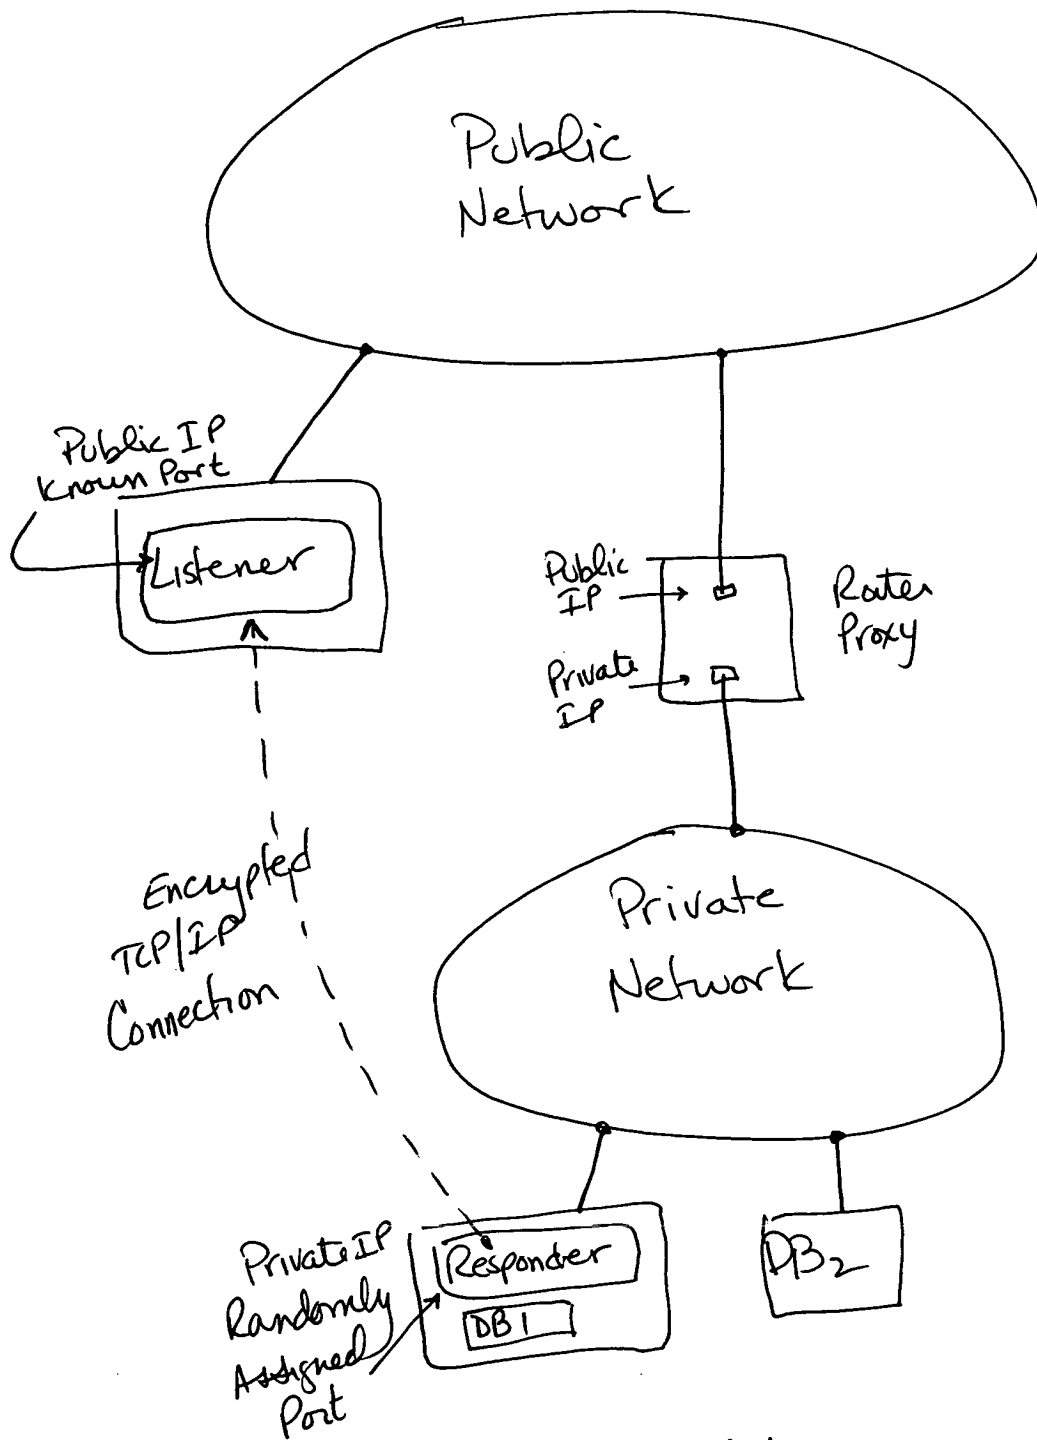 Public
Network
Public IP
Known Port
Listener
Public
IP
Router
Proxy
Private
IP
Encrypted
TCP/IP
Connection
Private
Network
Private IP
Randomly
Assigned
Port
Responder
DB1
DB2